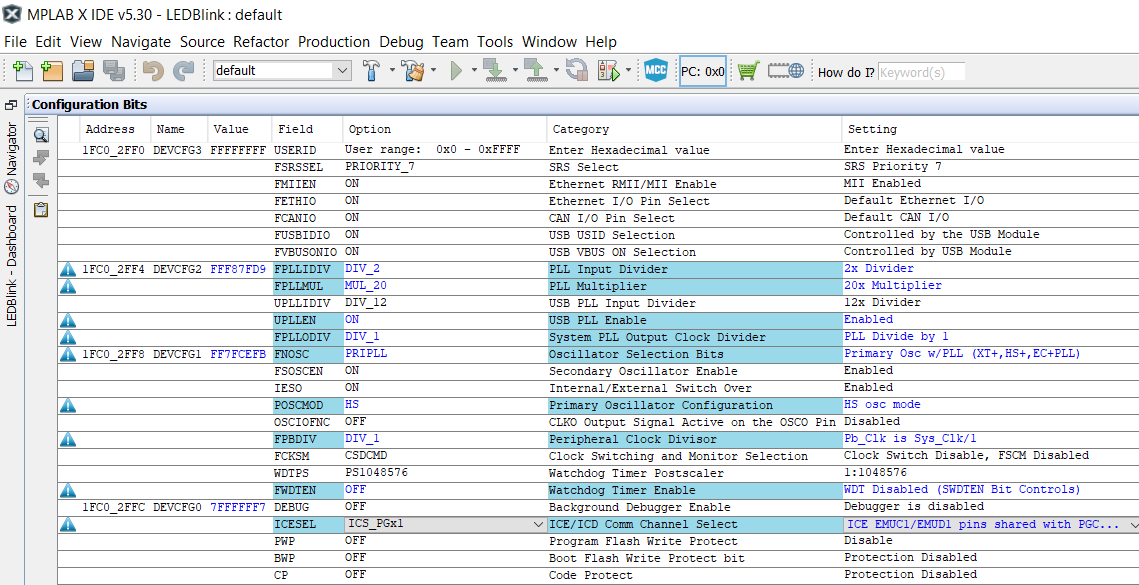 MPLAB X IDE v5.30 - LEDBlink : default
File Edit View Navigate Source Refactor Production Debug Team Tools Window Help
default MCC PC: 0x0 How do I? Keyword(s)
Configuration Bits
Navigator
LEDBlink - Dashboard
Address Name Value Field Option Category Setting
1FC0_2FF0 DEVCFG3 FFFFFFFF USERID User range: 0x0 - 0xFFFF Enter Hexadecimal value Enter Hexadecimal value
FSRSSEL PRIORITY_7 SRS Select SRS Priority 7
FMIIEN ON Ethernet RMII/MII Enable MII Enabled
FETHIO ON Ethernet I/O Pin Select Default Ethernet I/O
FCANIO ON CAN I/O Pin Select Default CAN I/O
FUSBIDIO ON USB USID Selection Controlled by the USB Module
FVBUSONIO ON USB VBUS ON Selection Controlled by USB Module
1FC0_2FF4 DEVCFG2 FFF87FD9 FPLLIDIV DIV_2 PLL Input Divider 2x Divider
FPLLMUL MUL_20 PLL Multiplier 20x Multiplier
UPLLIDIV DIV_12 USB PLL Input Divider 12x Divider
UPLLEN ON USB PLL Enable Enabled
FPLLODIV DIV_1 System PLL Output Clock Divider PLL Divide by 1
1FC0_2FF8 DEVCFG1 FF7FCEFB FNOSC PRIPLL Oscillator Selection Bits Primary Osc w/PLL (XT+,HS+,EC+PLL)
FSOSCEN ON Secondary Oscillator Enable Enabled
IESO ON Internal/External Switch Over Enabled
POSCMOD HS Primary Oscillator Configuration HS osc mode
OSCIOFNC OFF CLKO Output Signal Active on the OSCO Pin Disabled
FPBDIV DIV_1 Peripheral Clock Divisor Pb_Clk is Sys_Clk/1
FCKSM CSDCMD Clock Switching and Monitor Selection Clock Switch Disable, FSCM Disabled
WDTPS PS1048576 Watchdog Timer Postscaler 1:1048576
FWDTEN OFF Watchdog Timer Enable WDT Disabled (SWDTEN Bit Controls)
1FC0_2FFC DEVCFG0 7FFFFFF7 DEBUG OFF Background Debugger Enable Debugger is disabled
ICESEL ICS_PGx1 ICE/ICD Comm Channel Select ICE EMUC1/EMUD1 pins shared with PGC...
PWP OFF Program Flash Write Protect Disable
BWP OFF Boot Flash Write Protect bit Protection Disabled
CP OFF Code Protect Protection Disabled